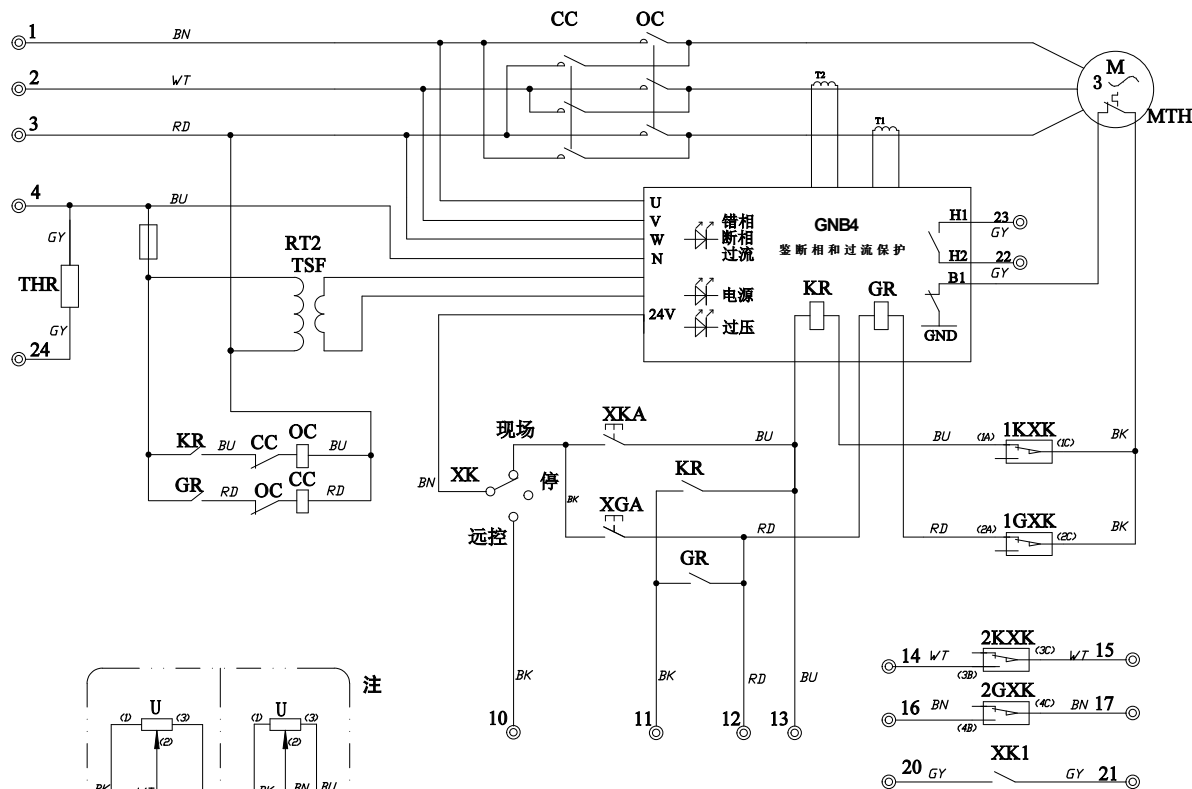 CC OC
1 BN
2 WT
3 RD
T2
T1
M
3
MTH
4 BU
GY
THR
GY
24
RT2
TSF
U
V
W
N
24V
错相
断相
过流
电源
过压
GNB4
鉴断相和过流保护
KR GR
H1 23
GY
H2 22
GY
B1
GND
KR BU CC OC BU
GR RD OC CC RD
现场
XK
BN
停
远控
XKA
BU
BK
KR
XGA
RD
GR
BU (1A) 1KXK (1C) BK
RD (2A) 1GXK (2C) BK
BK
BK
RD
BU
10 11 12 13
2KXK
14 WT (3B) (3C) WT 15
2GXK
16 BN (4B) (4C) BN 17
XK1
20 GY GY 21
注
U
(1) (3)
(2)
BK WT
U
(1) (3)
(2)
BK BN BU